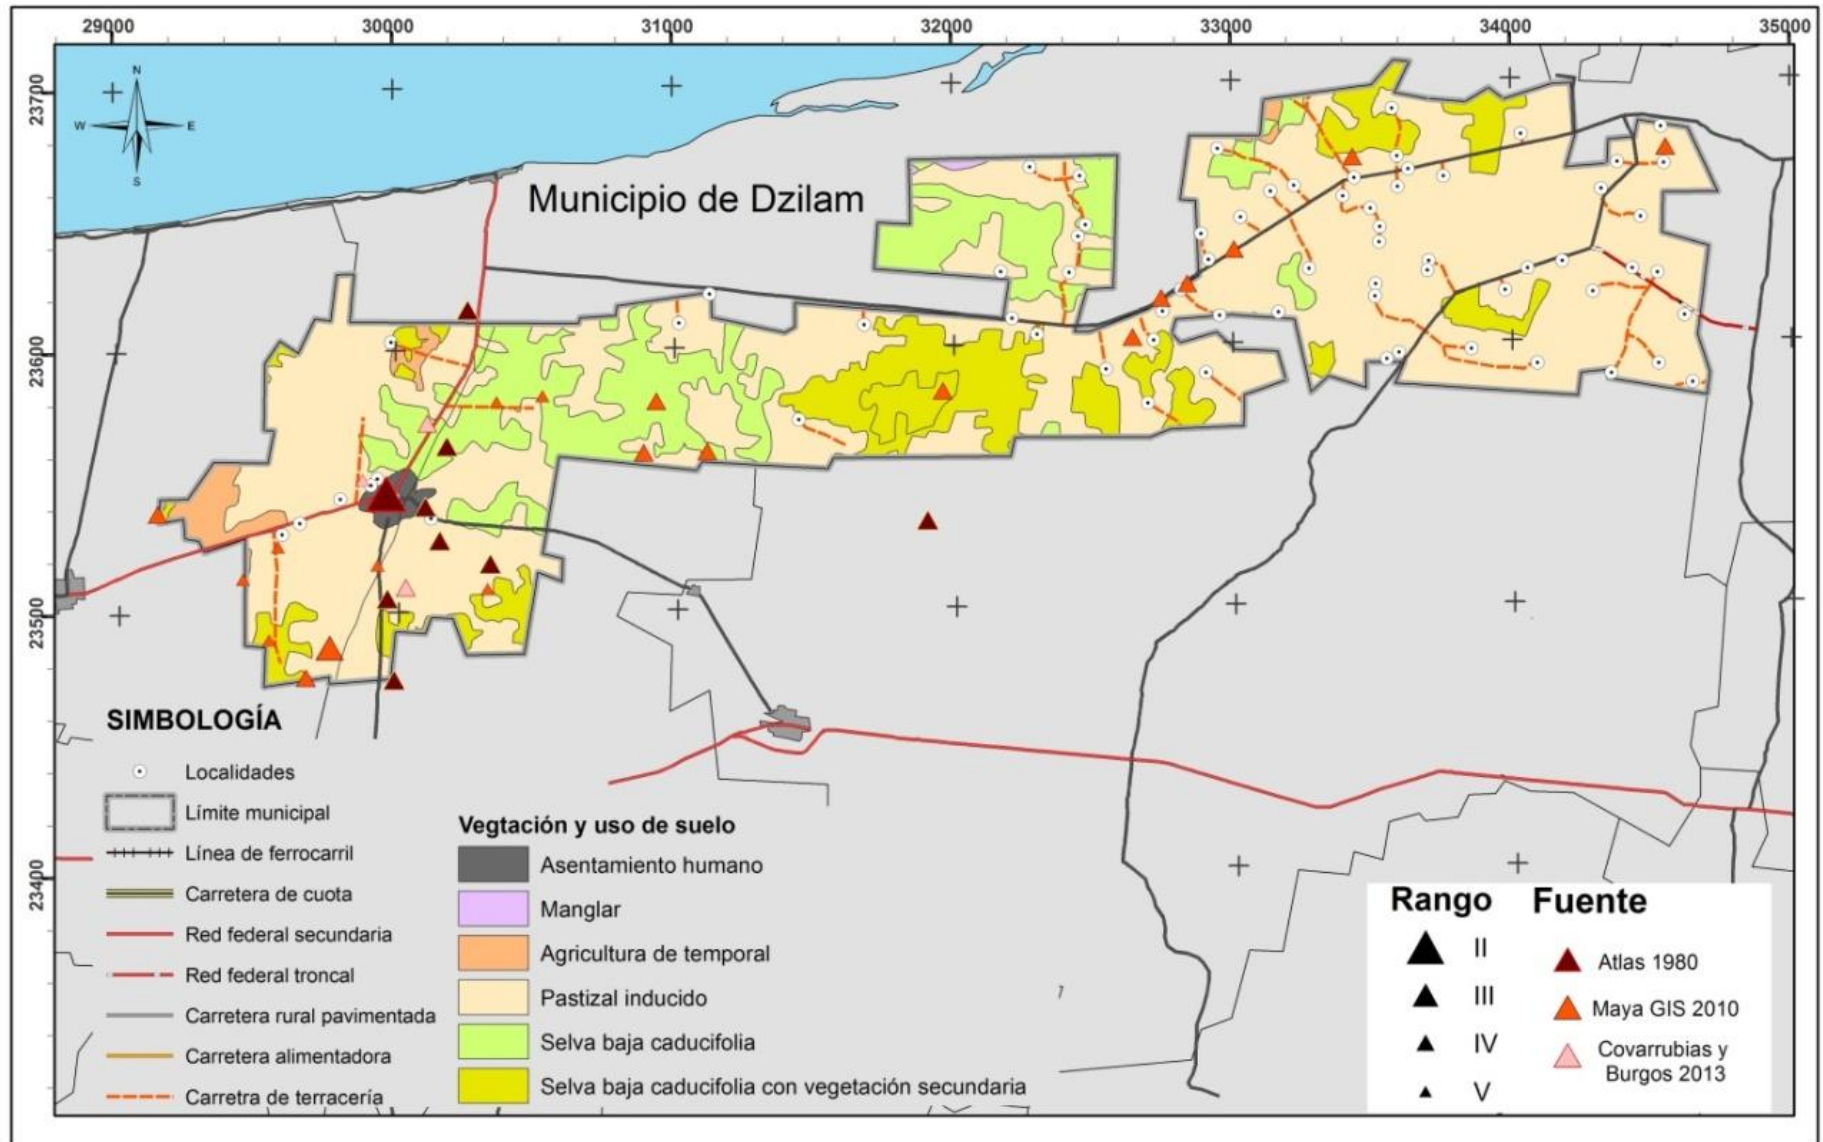 29000 30000 31000 32000 33000 34000 35000
23700
23600
23500
23400
N
W E
S
Municipio de Dzilam
SIMBOLOGÍA
Localidades
Límite municipal
Línea de ferrocarril
Carretera de cuota
Red federal secundaria
Red federal troncal
Carretera rural pavimentada
Carretera alimentadora
Carretra de terracería
Vegtación y uso de suelo
Asentamiento humano
Manglar
Agricultura de temporal
Pastizal inducido
Selva baja caducifolia
Selva baja caducifolia con vegetación secundaria
Rango
II
III
IV
V
Fuente
Atlas 1980
Maya GIS 2010
Covarrubias y
Burgos 2013